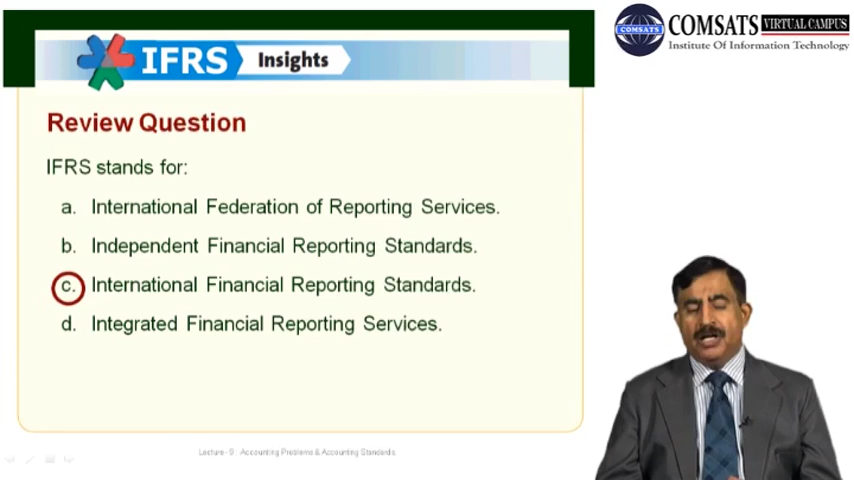 COMSATS
COMSATS VIRTUAL CAMPUS
Institute Of Information Technology
IFRS Insights
Review Question
IFRS stands for:
a. International Federation of Reporting Services.
b. Independent Financial Reporting Standards.
c. International Financial Reporting Standards.
d. Integrated Financial Reporting Services.
Lecture - 9 : Accounting Problems & Accounting Standards.